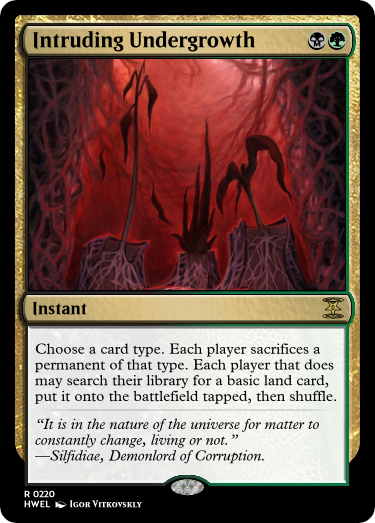 Intruding Undergrowth
Instant
Choose a card type. Each player sacrifices a
permanent of that type. Each player that does
may search their library for a basic land card,
put it onto the battlefield tapped, then shuffle.
“It is in the nature of the universe for matter to
constantly change, living or not.”
—Silfidiae, Demonlord of Corruption.
R 0220
HWEL Igor Vitkovskly